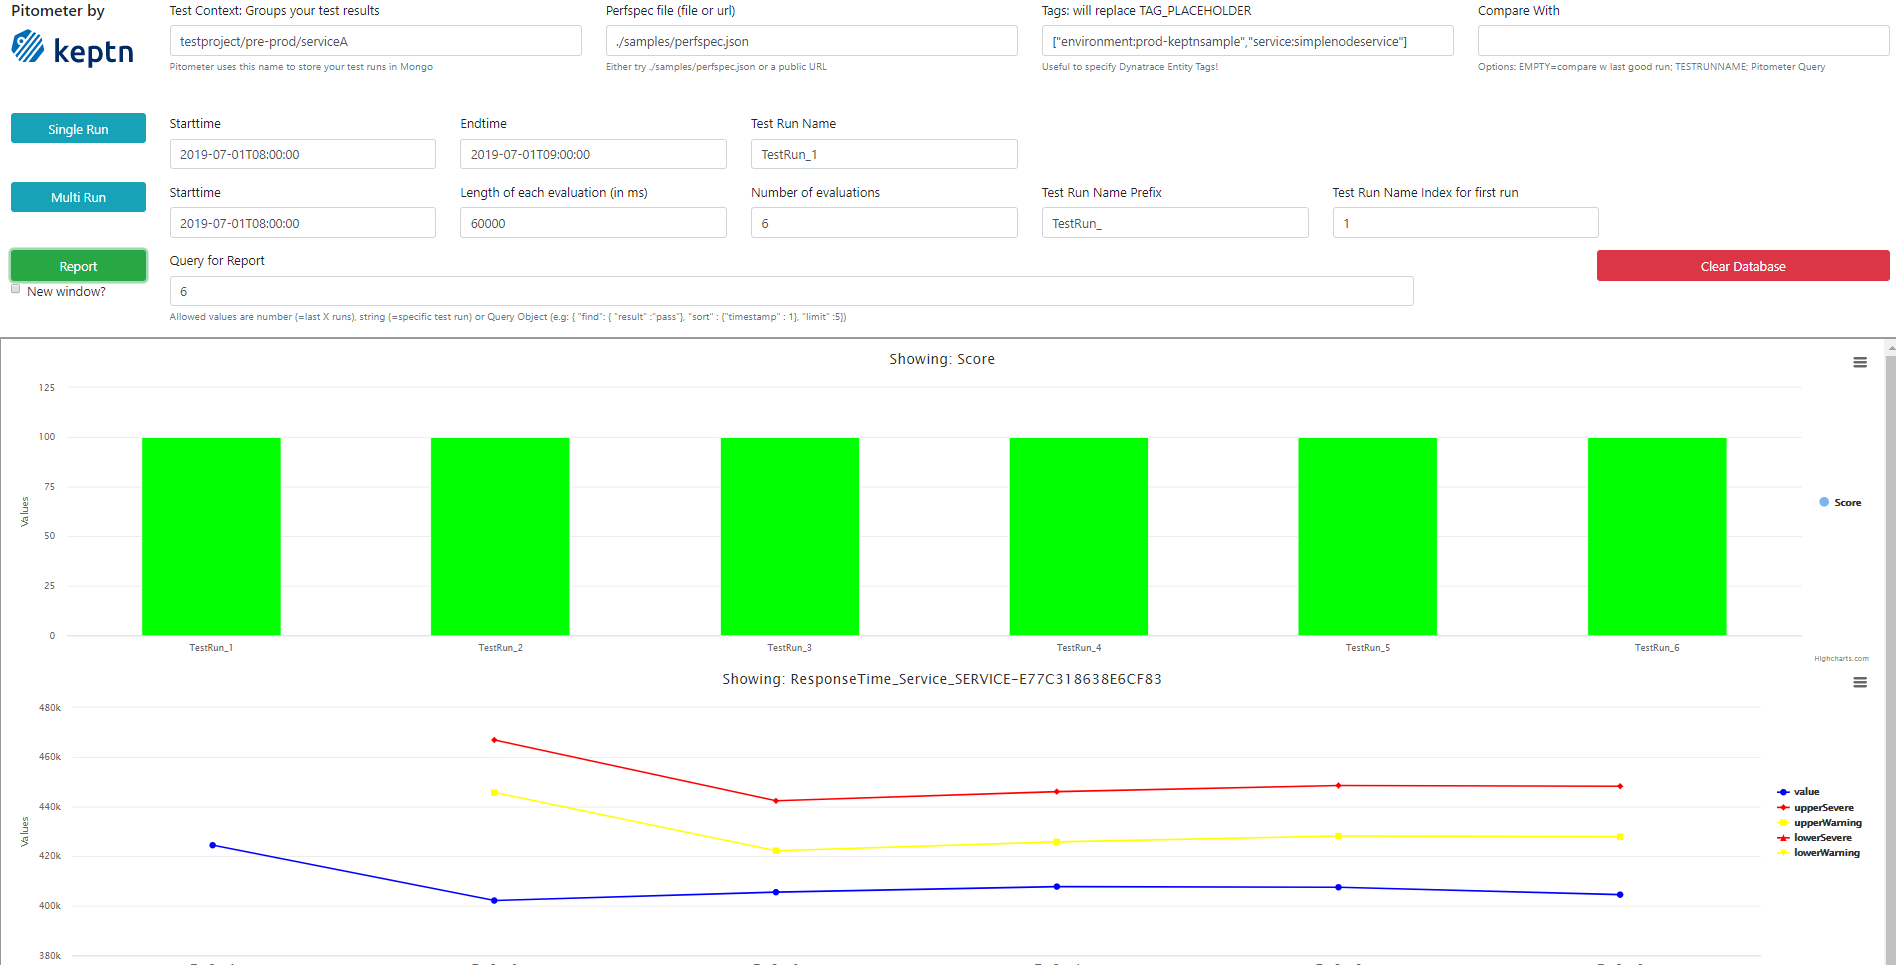 Pitometer by
keptn
Test Context: Groups your test results
testproject/pre-prod/serviceA
Pitometer uses this name to store your test runs in Mongo
Perfspec file (file or url)
./samples/perfspec.json
Either try ./samples/perfspec.json or a public URL
Tags: will replace TAG_PLACEHOLDER
["environment:prod-keptnsample","service:simplenodeservice"]
Useful to specify Dynatrace Entity Tags!
Compare With
Options: EMPTY=compare w last good run; TESTRUNNAME; Pitometer Query
Single Run
Starttime
2019-07-01T08:00:00
Endtime
2019-07-01T09:00:00
Test Run Name
TestRun_1
Multi Run
Starttime
2019-07-01T08:00:00
Length of each evaluation (in ms)
60000
Number of evaluations
6
Test Run Name Prefix
TestRun_
Test Run Name Index for first run
1
Report
New window?
Query for Report
6
Allowed values are number (=last X runs), string (=specific test run) or Query Object (e.g: { "find": { "result" :"pass"}, "sort" : {"timestamp" : 1}, "limit" :5})
Clear Database
Showing: Score
125
100
75
50
25
0
Values
TestRun_1
TestRun_2
TestRun_3
TestRun_4
TestRun_5
TestRun_6
Score
Highcharts.com
Showing: ResponseTime_Service_SERVICE-E77C318638E6CF83
480k
460k
440k
420k
400k
380k
Values
value
upperSevere
upperWarning
lowerSevere
lowerWarning